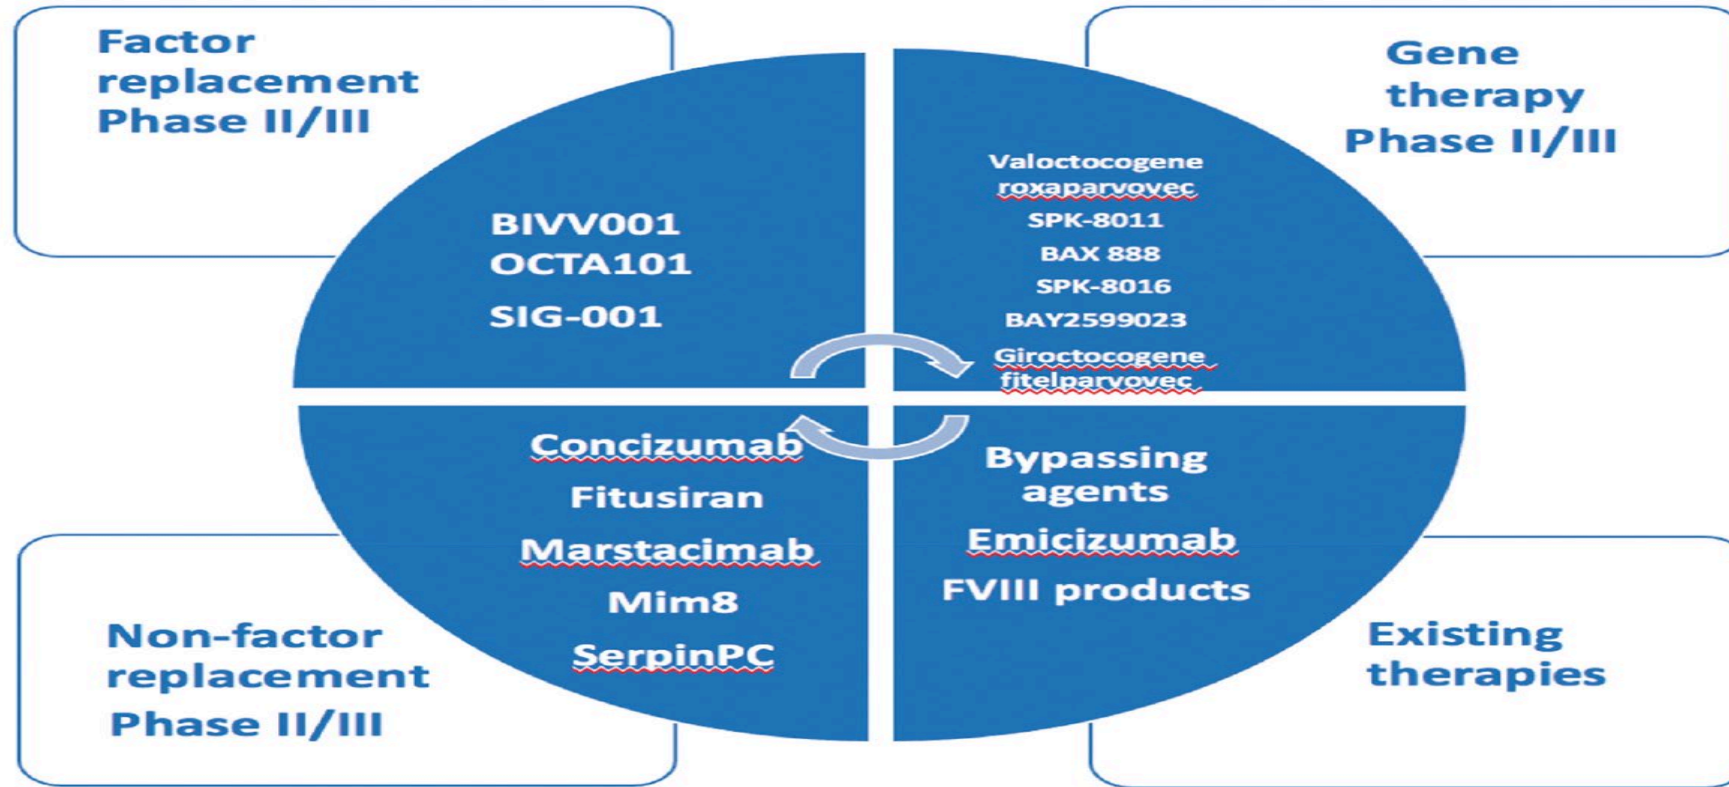 Factor
replacement
Phase II/III
BIVV001
OCTA101
SIG-001
Gene
therapy
Phase II/III
Valoctocogene
roxaparvovec
SPK-8011
BAX 888
SPK-8016
BAY2599023
Giroctocogene
fitelparvovec
Non-factor
replacement
Phase II/III
Concizumab
Fitusiran
Marstacimab
Mim8
SerpinPC
Bypassing
agents
Emicizumab
FVIII products
Existing
therapies